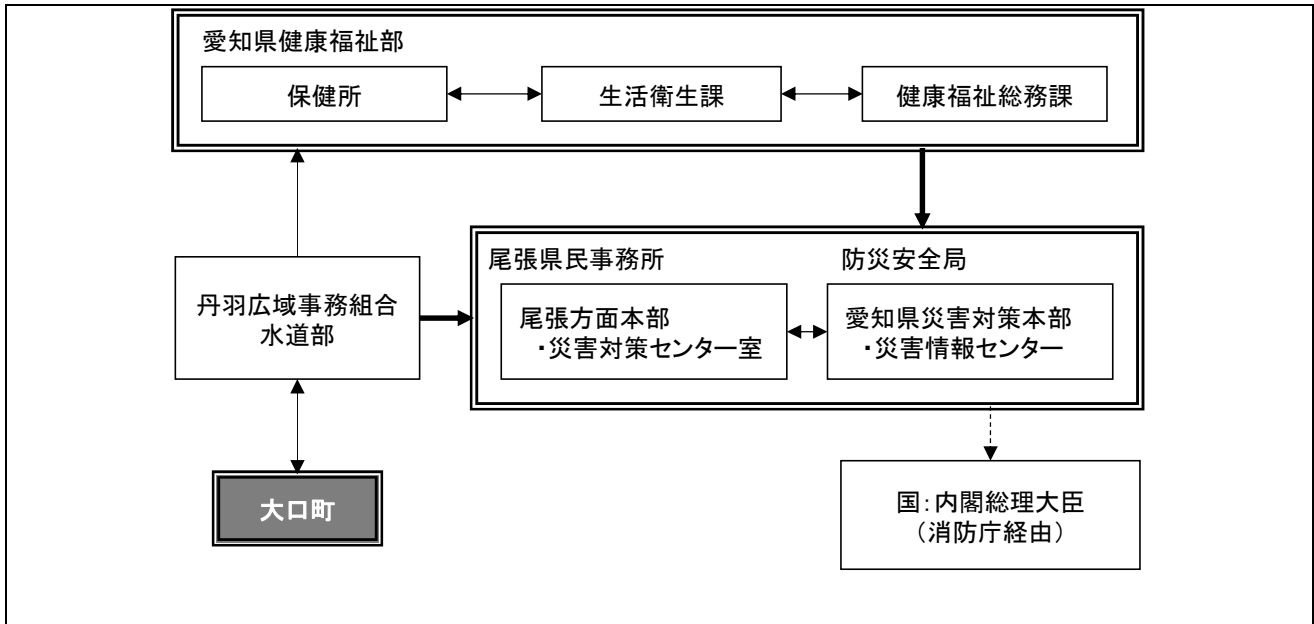 愛知県健康福祉部
保健所
生活衛生課
健康福祉総務課
尾張県民事務所
防災安全局
丹羽広域事務組合
水道部
尾張方面本部
・災害対策センター室
愛知県災害対策本部
・災害情報センター
大口町
国：内閣総理大臣
（消防庁経由）